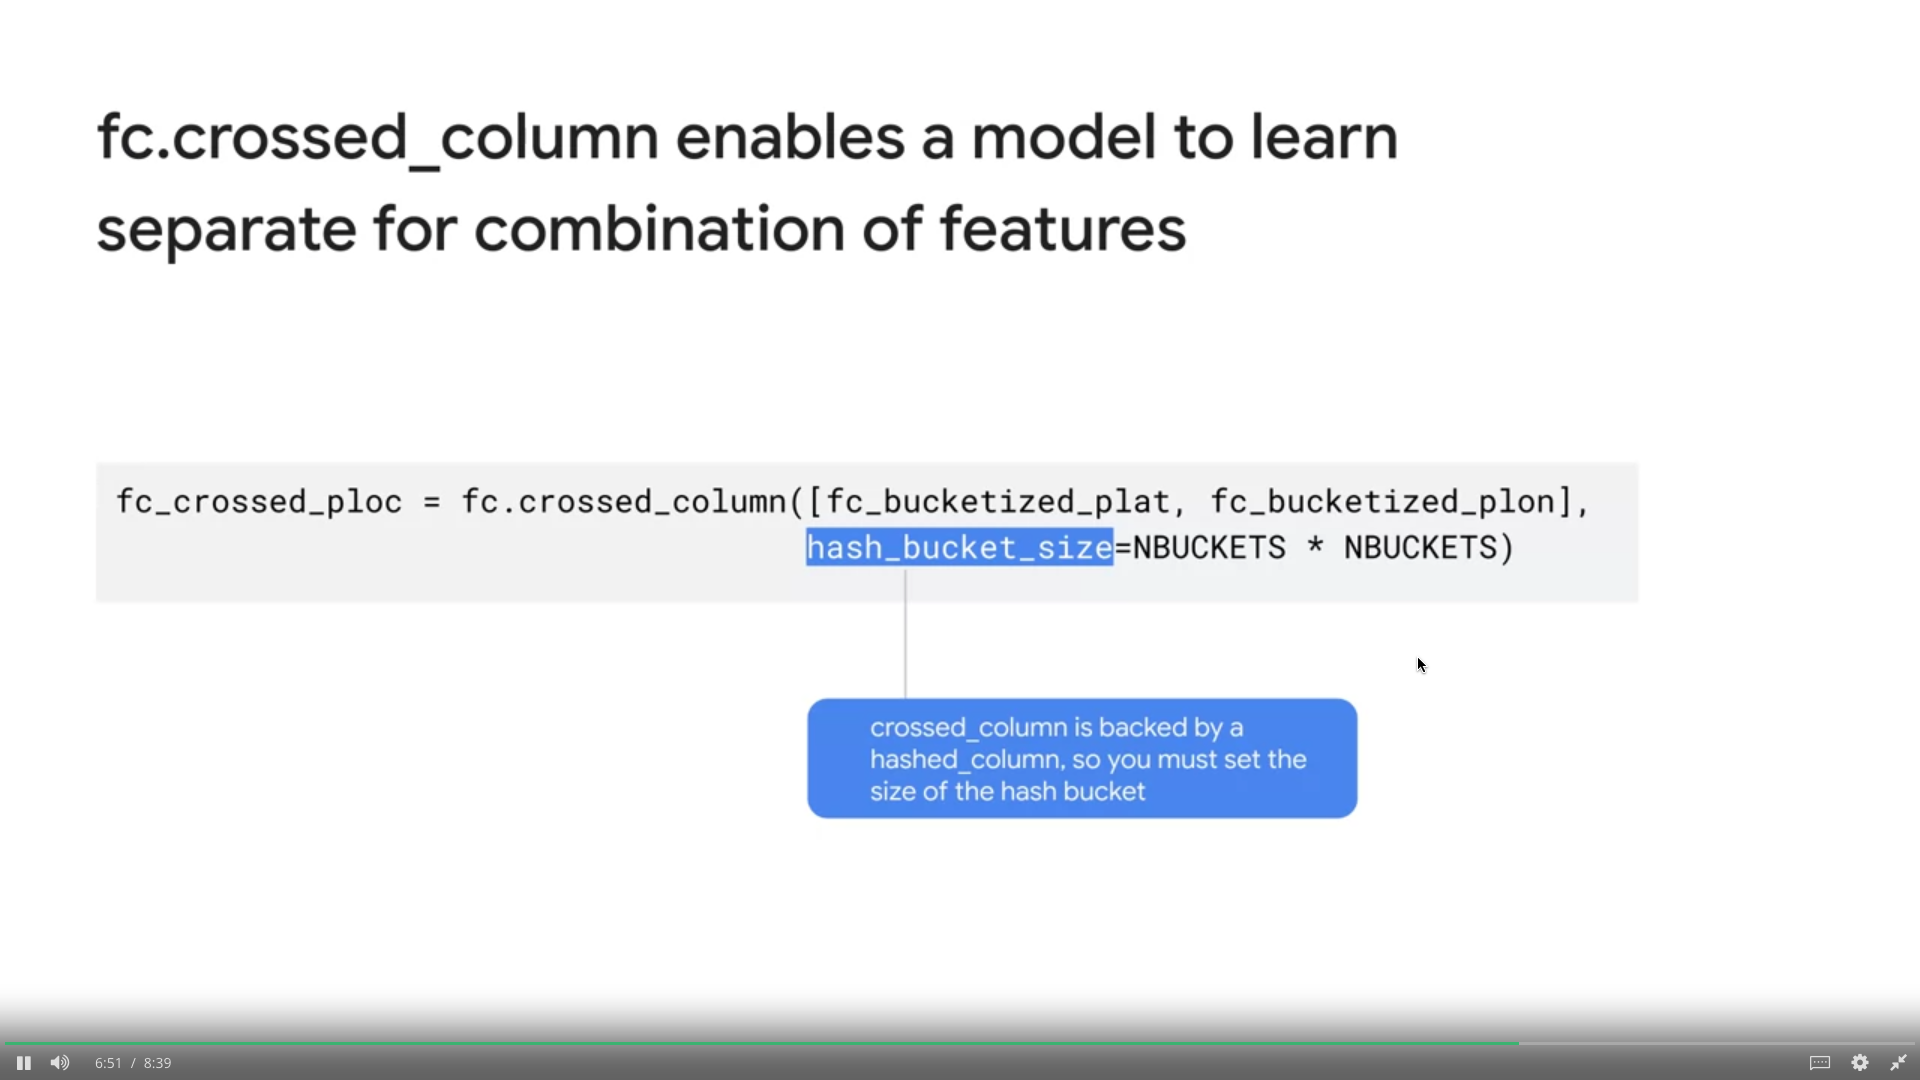 fc.crossed_column enables a model to learn
separate for combination of features
fc_crossed_ploc = fc.crossed_column([fc_bucketized_plat, fc_bucketized_plon],
hash_bucket_size=NBUCKETS * NBUCKETS)
crossed_column is backed by a
hashed_column, so you must set the
size of the hash bucket
6:51 / 8:39